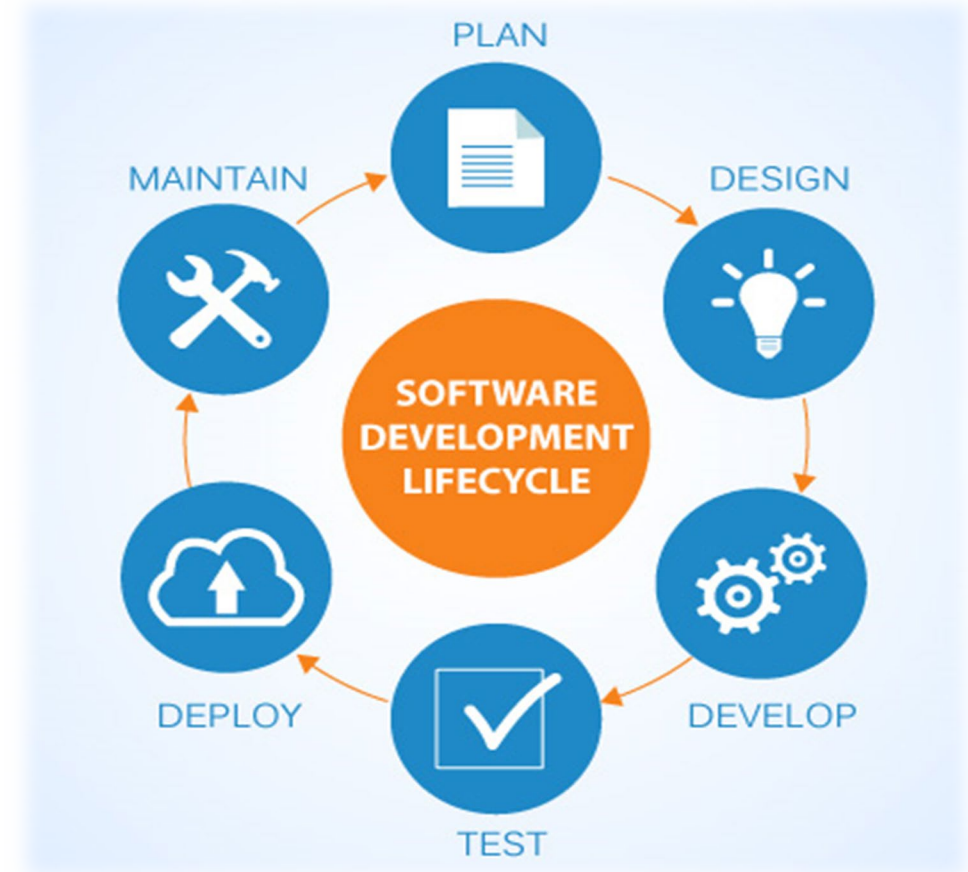 PLAN
MAINTAIN
DESIGN
SOFTWARE
DEVELOPMENT
LIFECYCLE
DEPLOY
DEVELOP
TEST